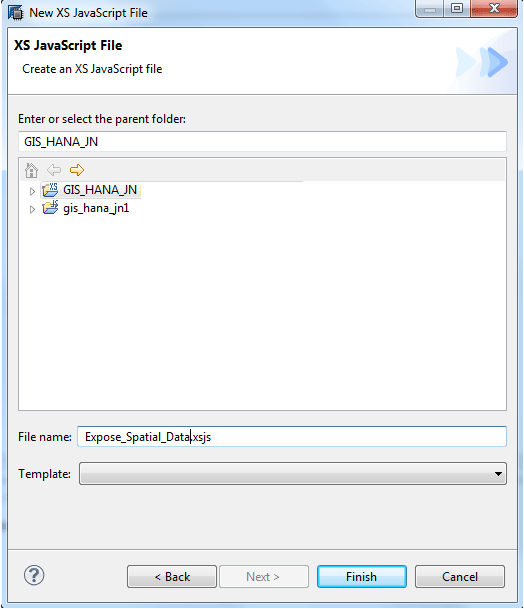 New XS JavaScript File
XS JavaScript File
Create an XS JavaScript file
Enter or select the parent folder:
GIS_HANA_JN
GIS_HANA_JN
gis_hana_jn1
File name: Expose_Spatial_Data.xsjs
Template:
? < Back Next > Finish Cancel